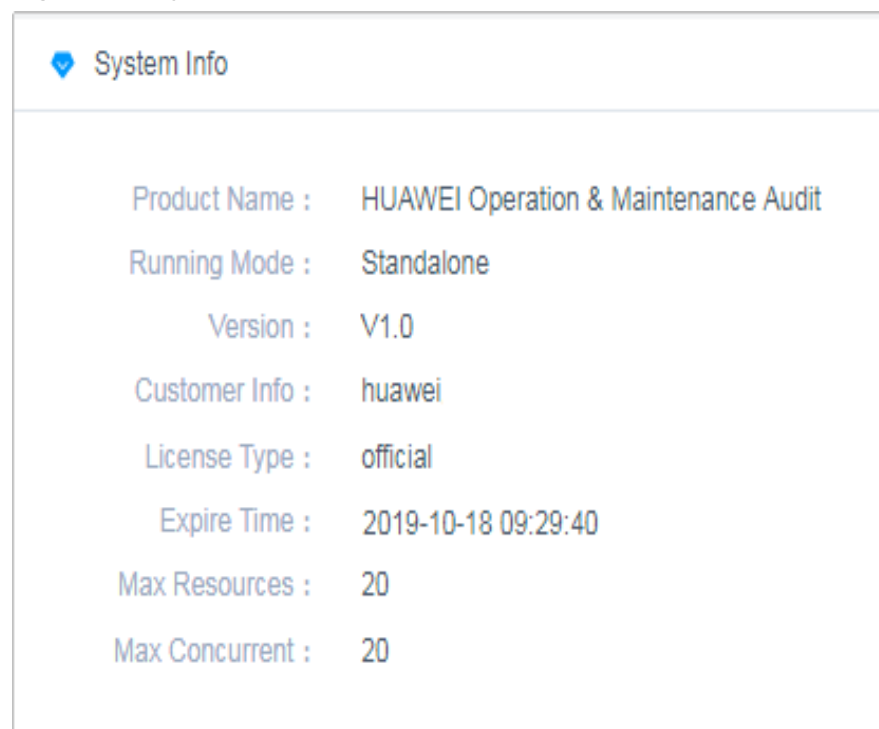 System Info
Product Name : HUAWEI Operation & Maintenance Audit
Running Mode : Standalone
Version : V1.0
Customer Info : huawei
License Type : official
Expire Time : 2019-10-18 09:29:40
Max Resources : 20
Max Concurrent : 20